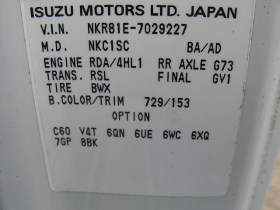 ISUZU MOTORS LTD. JAPAN
V.I.N. NKR81E-7029227
M.D. NKC1SC BA/AD
ENGINE RDA/4HL1 RR AXLE G73
TRANS. RSL FINAL GV1
TIRE BWX
B.COLOR/TRIM 729/153
OPTION
C60 V4T 6QN 6UE 6WC 6XQ
7GP 8BK